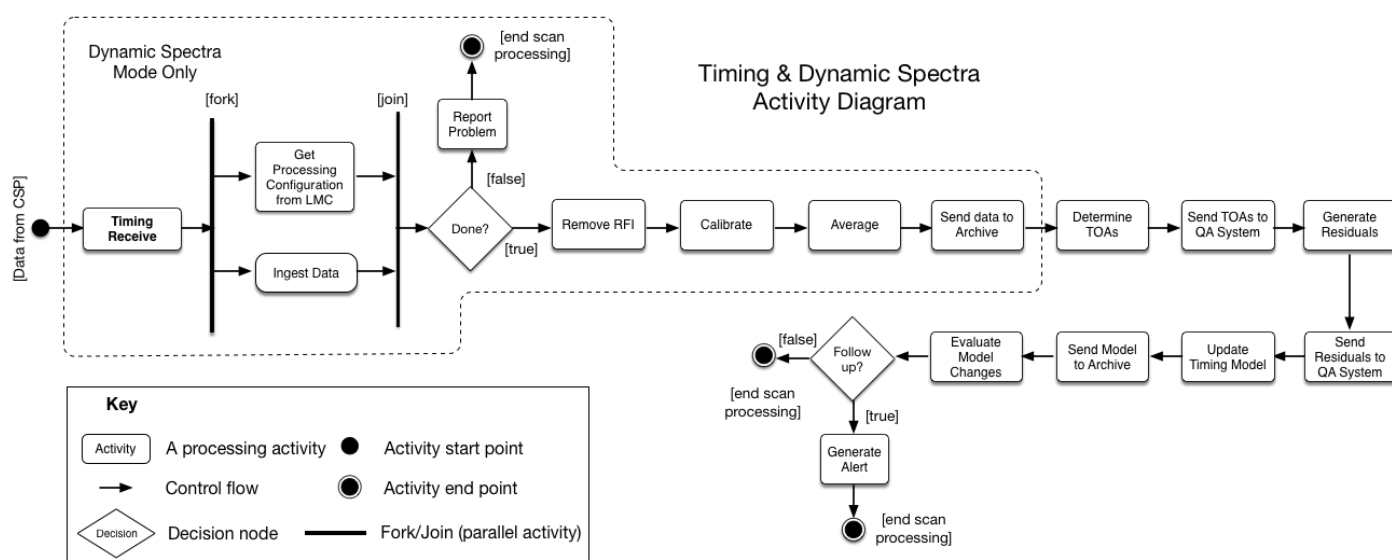 Dynamic Spectra
Mode Only
[end scan
processing]
Timing & Dynamic Spectra
Activity Diagram
[fork]
[join]
Report
Problem
Get
Processing
Configuration
from LMC
[false]
[Data from CSP]
Timing
Receive
Done?
[true]
Remove RFI
Calibrate
Average
Send data to
Archive
Determine
TOAs
Send TOAs to
QA System
Generate
Residuals
Ingest Data
[false]
Follow
up?
Evaluate
Model
Changes
Send Model
to Archive
Update
Timing Model
Send
Residuals to
QA System
[end scan
processing]
[true]
Generate
Alert
[end scan
processing]
Key
Activity
A processing activity
Activity start point
Control flow
Activity end point
Decision
Decision node
Fork/Join (parallel activity)